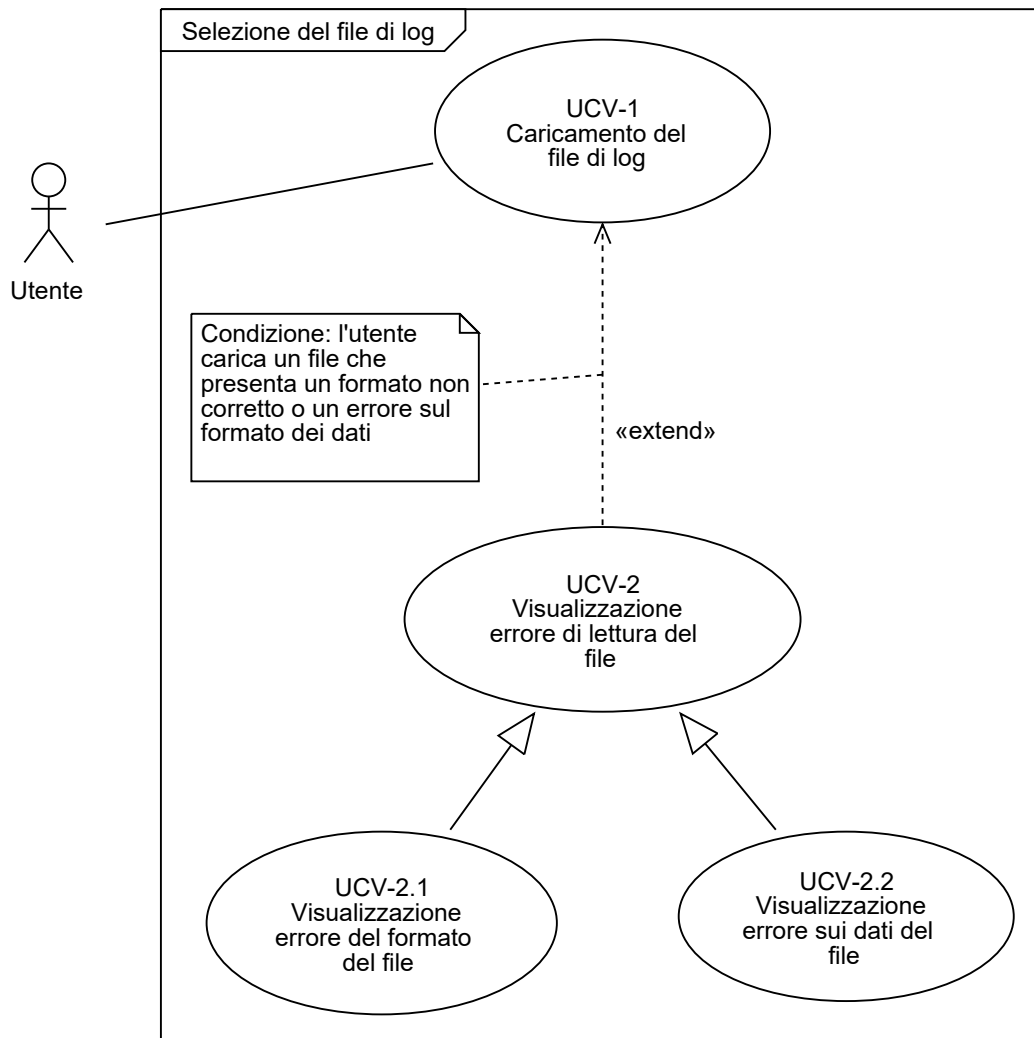 Selezione del file di log
UCV-1
Caricamento del
file di log
Utente
Condizione: l'utente
carica un file che
presenta un formato non
corretto o un errore sul
formato dei dati
«extend»
UCV-2
Visualizzazione
errore di lettura del
file
UCV-2.1
Visualizzazione
errore del formato
del file
UCV-2.2
Visualizzazione
errore sui dati del
file